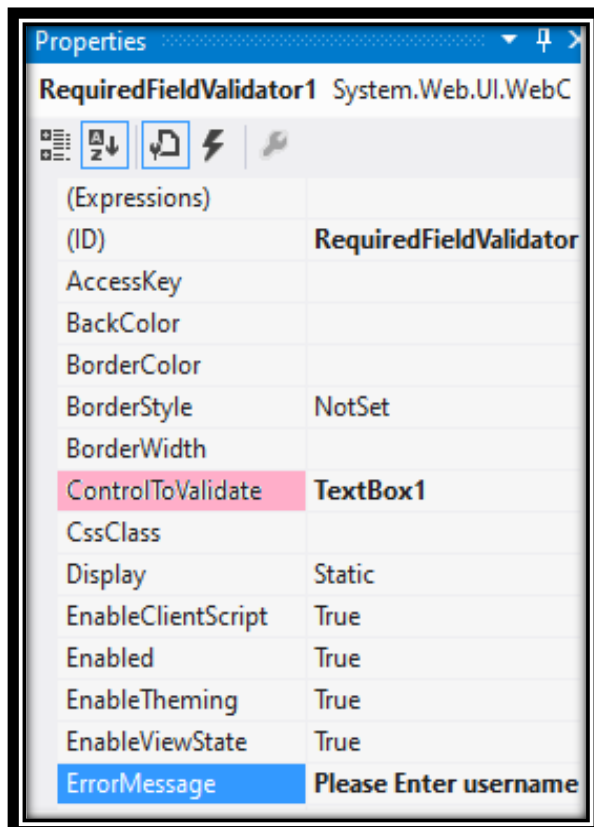 Properties
RequiredFieldValidator1 System.Web.UI.WebC
(Expressions)
(ID) RequiredFieldValidator
AccessKey
BackColor
BorderColor
BorderStyle NotSet
BorderWidth
ControlToValidate TextBox1
CssClass
Display Static
EnableClientScript True
Enabled True
EnableTheming True
EnableViewState True
ErrorMessage Please Enter username